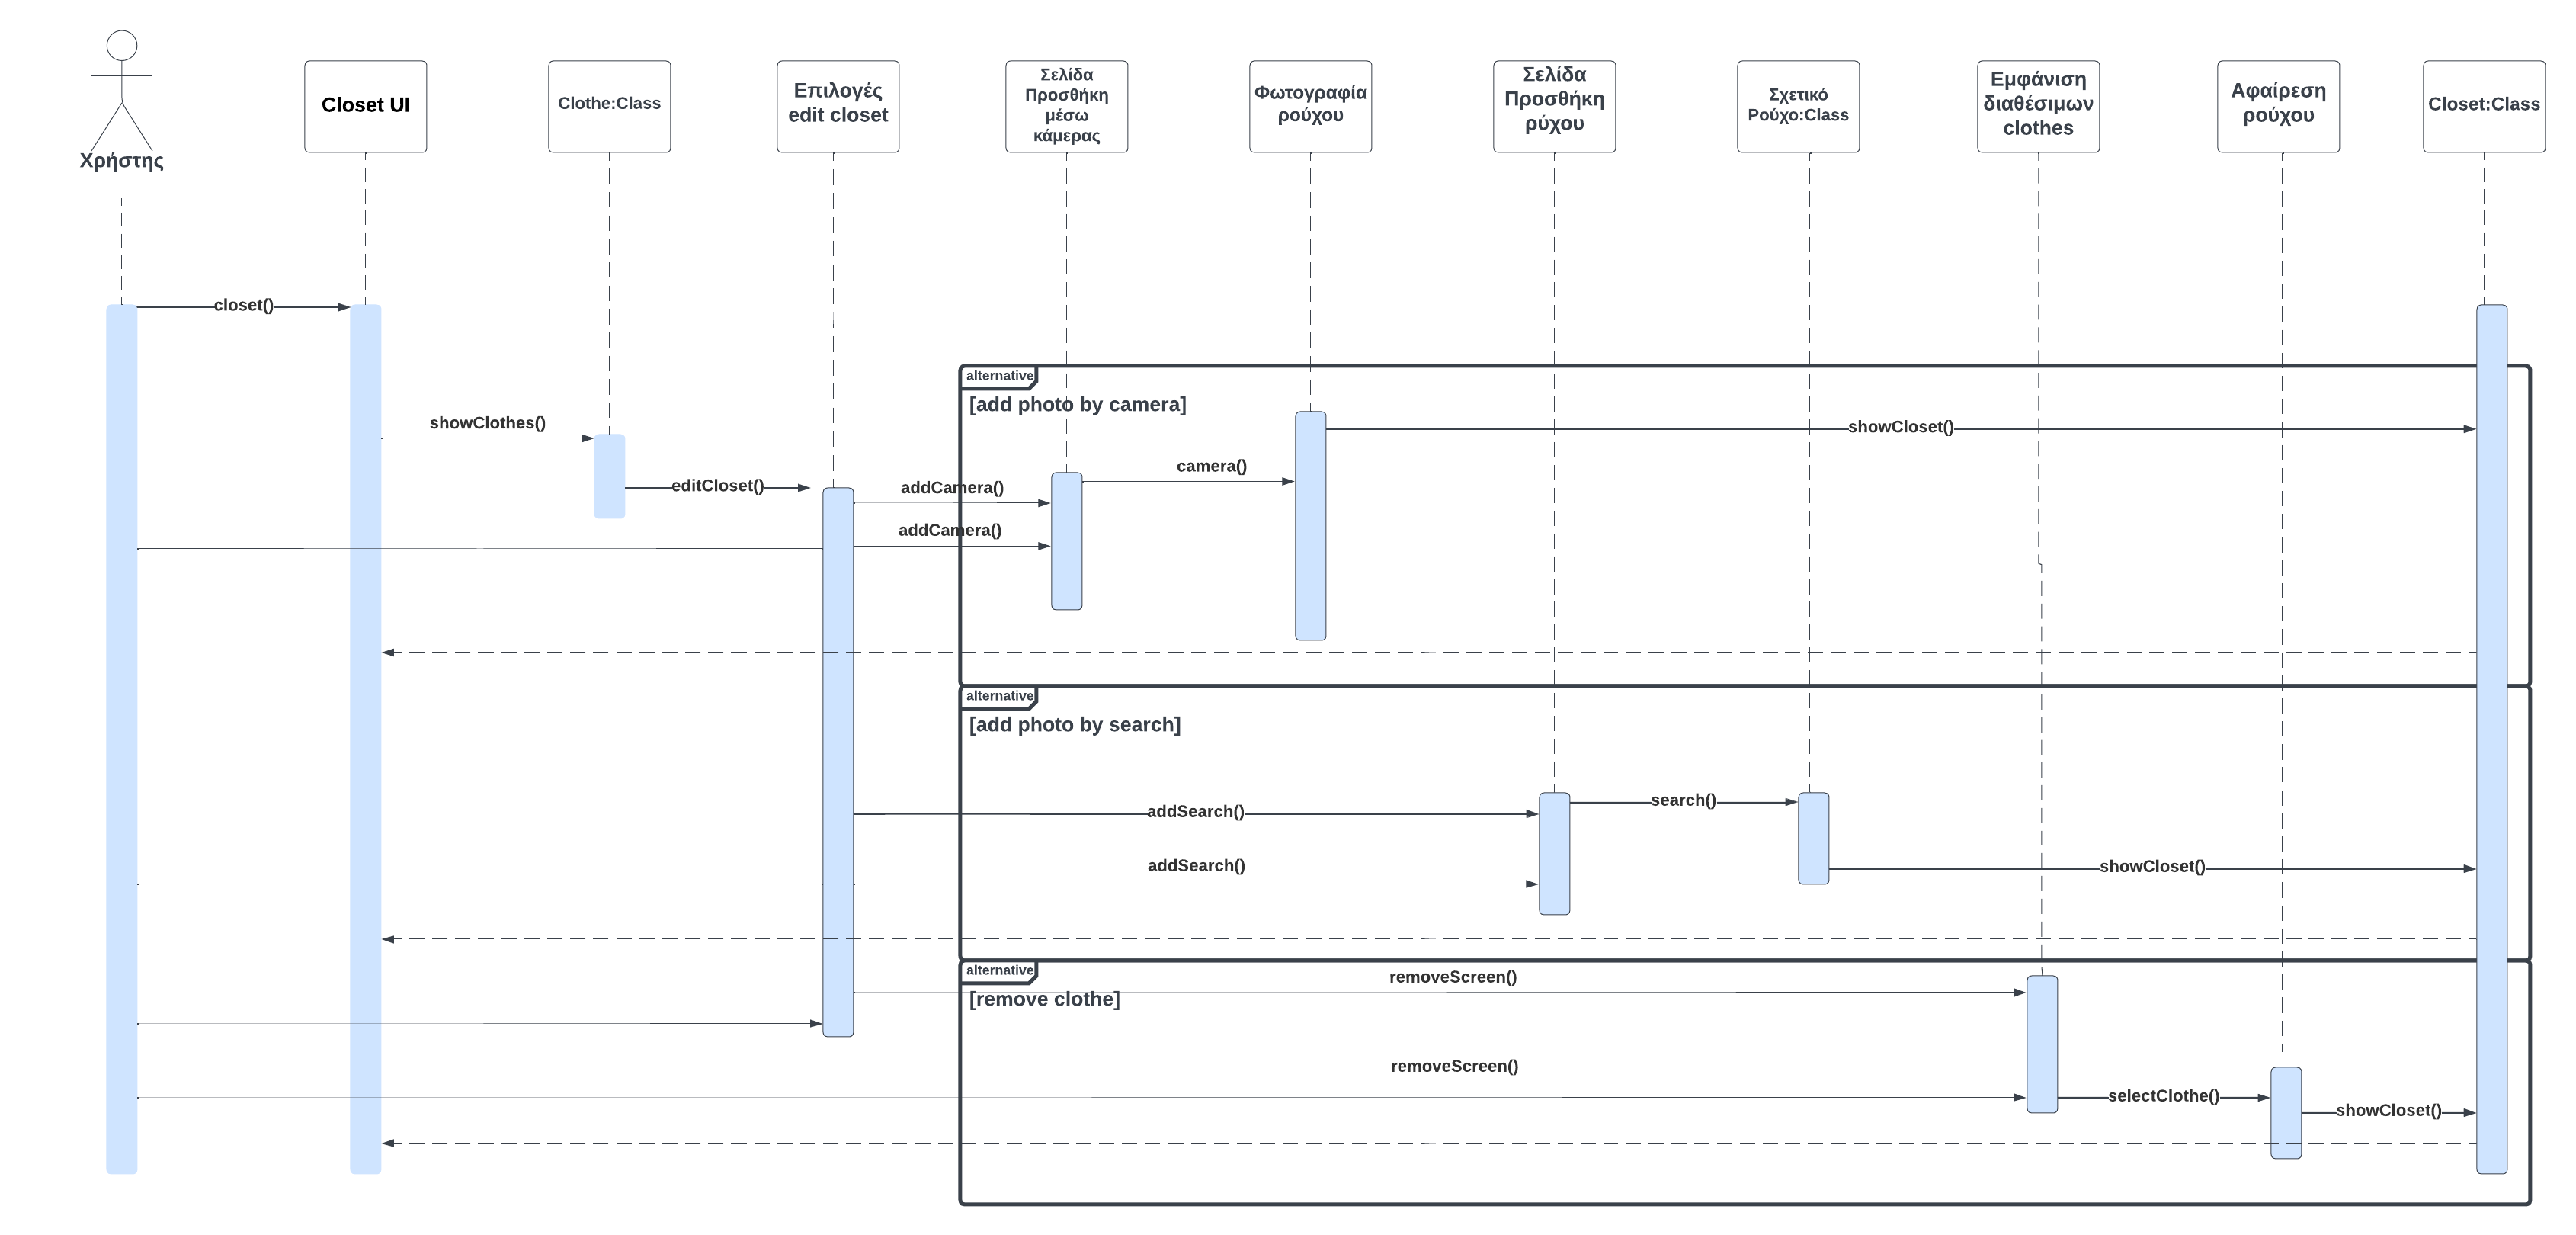 Χρήστης
Closet UI
Clothe:Class
Επιλογές
edit closet
Σελίδα
Προσθήκη
μέσω
κάμερας
Φωτογραφία
ρούχου
Σελίδα
Προσθήκη
ρύχου
Σχετικό
Ρούχο:Class
Εμφάνιση
διαθέσιμων
clothes
Αφαίρεση
ρούχου
Closet:Class
closet()
alternative
[add photo by camera]
showClothes()
showCloset()
camera()
editCloset()
addCamera()
addCamera()
alternative
[add photo by search]
search()
addSearch()
addSearch()
showCloset()
alternative
removeScreen()
[remove clothe]
removeScreen()
selectClothe()
showCloset()